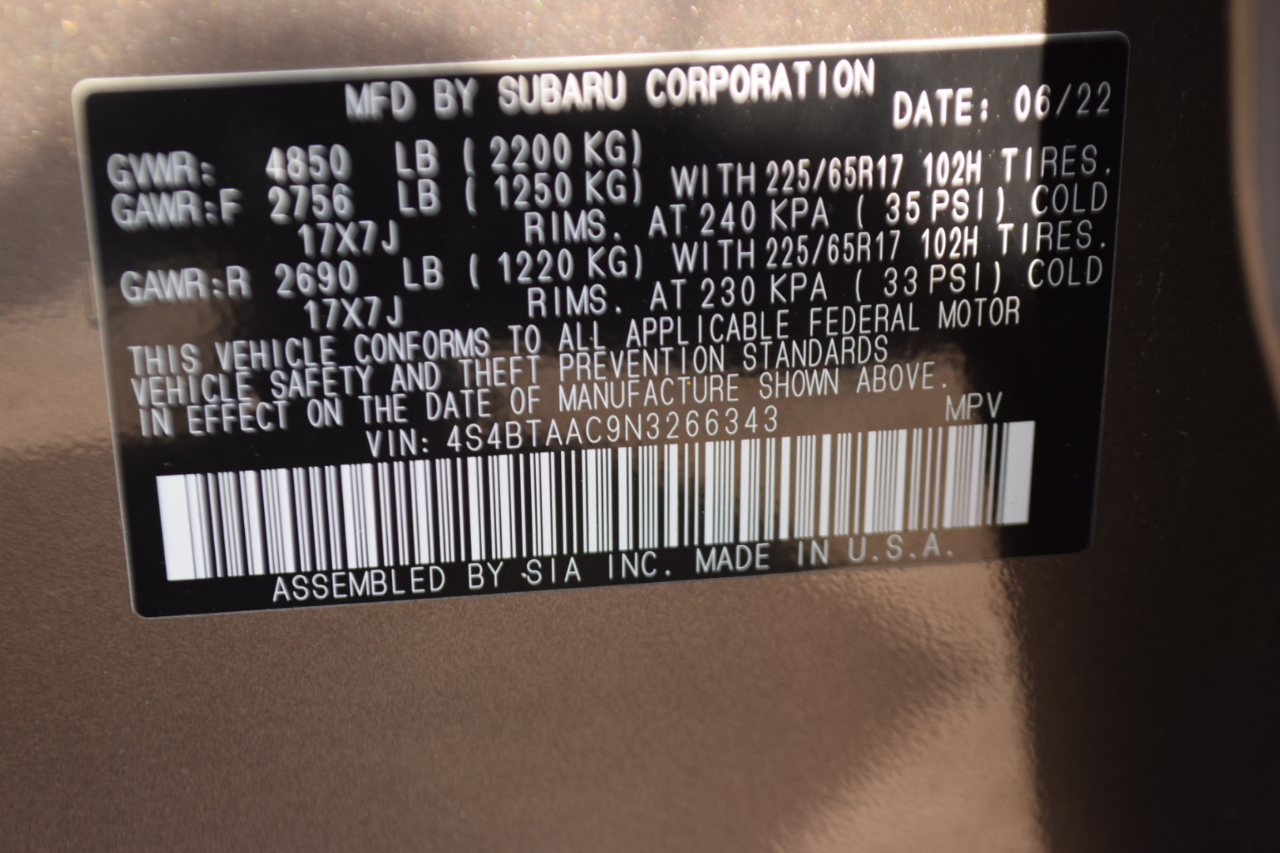 MFD BY SUBARU CORPORATION DATE: 06/22
GVWR: 4850 LB ( 2200 KG)
GAWR:F 2756 LB ( 1250 KG) WITH 225/65R17 102H TIRES.
17X7J RIMS. AT 240 KPA ( 35 PSI) COLD
GAWR:R 2690 LB ( 1220 KG) WITH 225/65R17 102H TIRES.
17X7J RIMS. AT 230 KPA ( 33 PSI) COLD
THIS VEHICLE CONFORMS TO ALL APPLICABLE FEDERAL MOTOR
VEHICLE SAFETY AND THEFT PREVENTION STANDARDS
IN EFFECT ON THE DATE OF MANUFACTURE SHOWN ABOVE.
VIN: 4S4BTAAC9N3266343 MPV
ASSEMBLED BY SIA INC. MADE IN U.S.A.